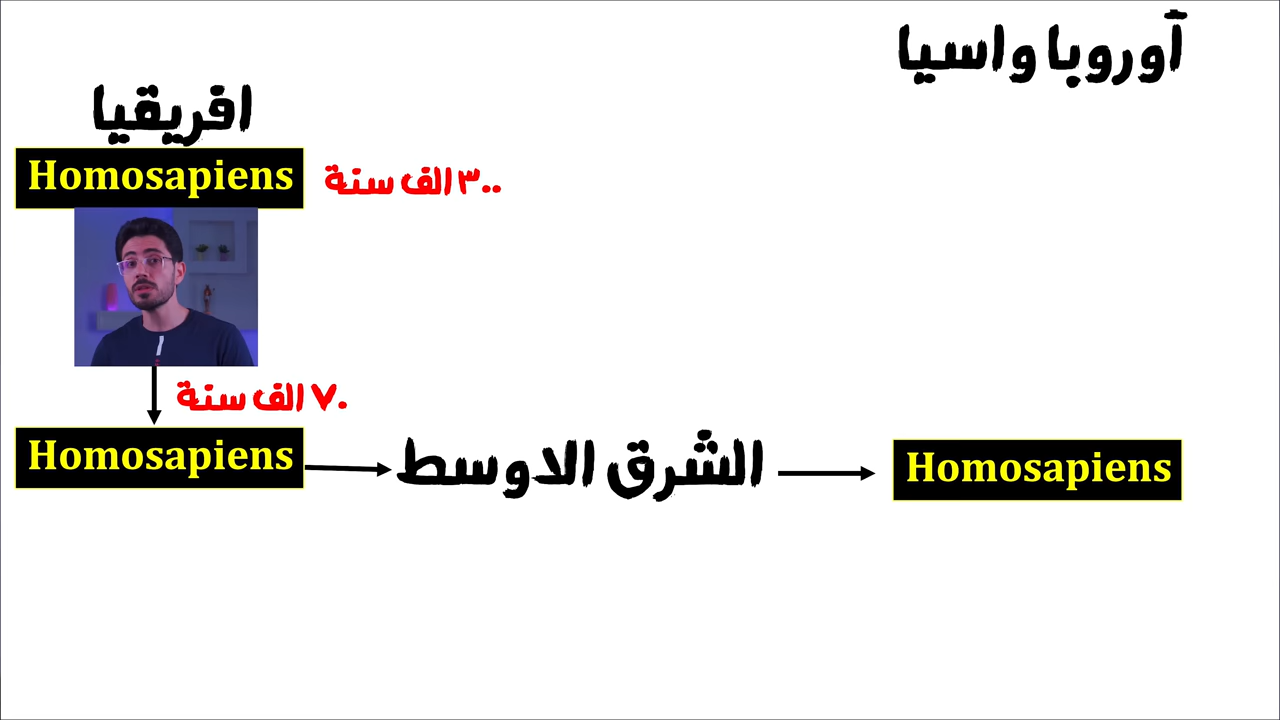 آوروبا واسيا
افريقيا
Homosapiens
٣٠٠ الف سنة
٧٠ الف سنة
Homosapiens
الشرق الاوسط
Homosapiens